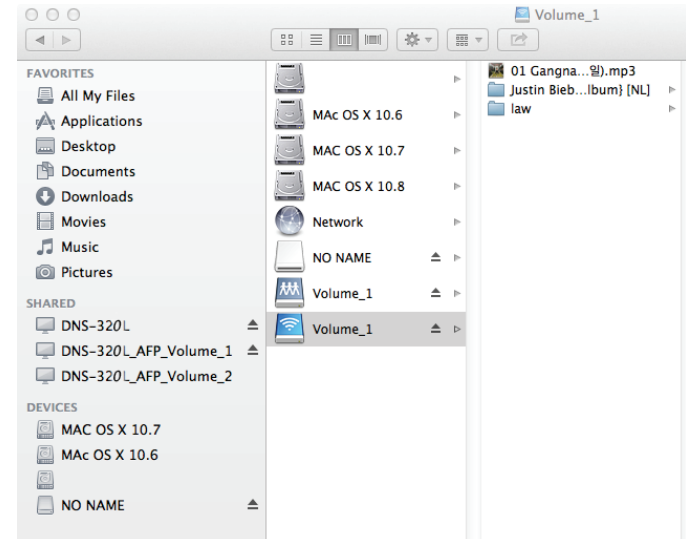 Volume_1
FAVORITES
All My Files
Applications
Desktop
Documents
Downloads
Movies
Music
Pictures
SHARED
DNS-320L
DNS-320L_AFP_Volume_1
DNS-320L_AFP_Volume_2
DEVICES
MAC OS X 10.7
MAc OS X 10.6
NO NAME
MAc OS X 10.6
MAC OS X 10.7
MAC OS X 10.8
Network
NO NAME
Volume_1
Volume_1
01 Gangna...일).mp3
Justin Bieb...lbum} [NL]
law